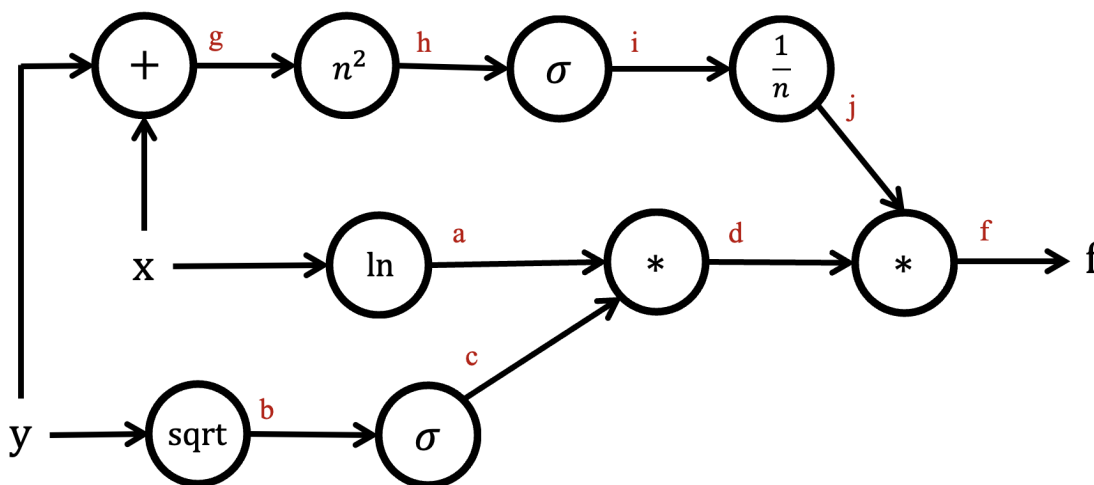 g h i
+ n² σ 1/n
j
a d f
x ln * * f
c
b
y sqrt σ